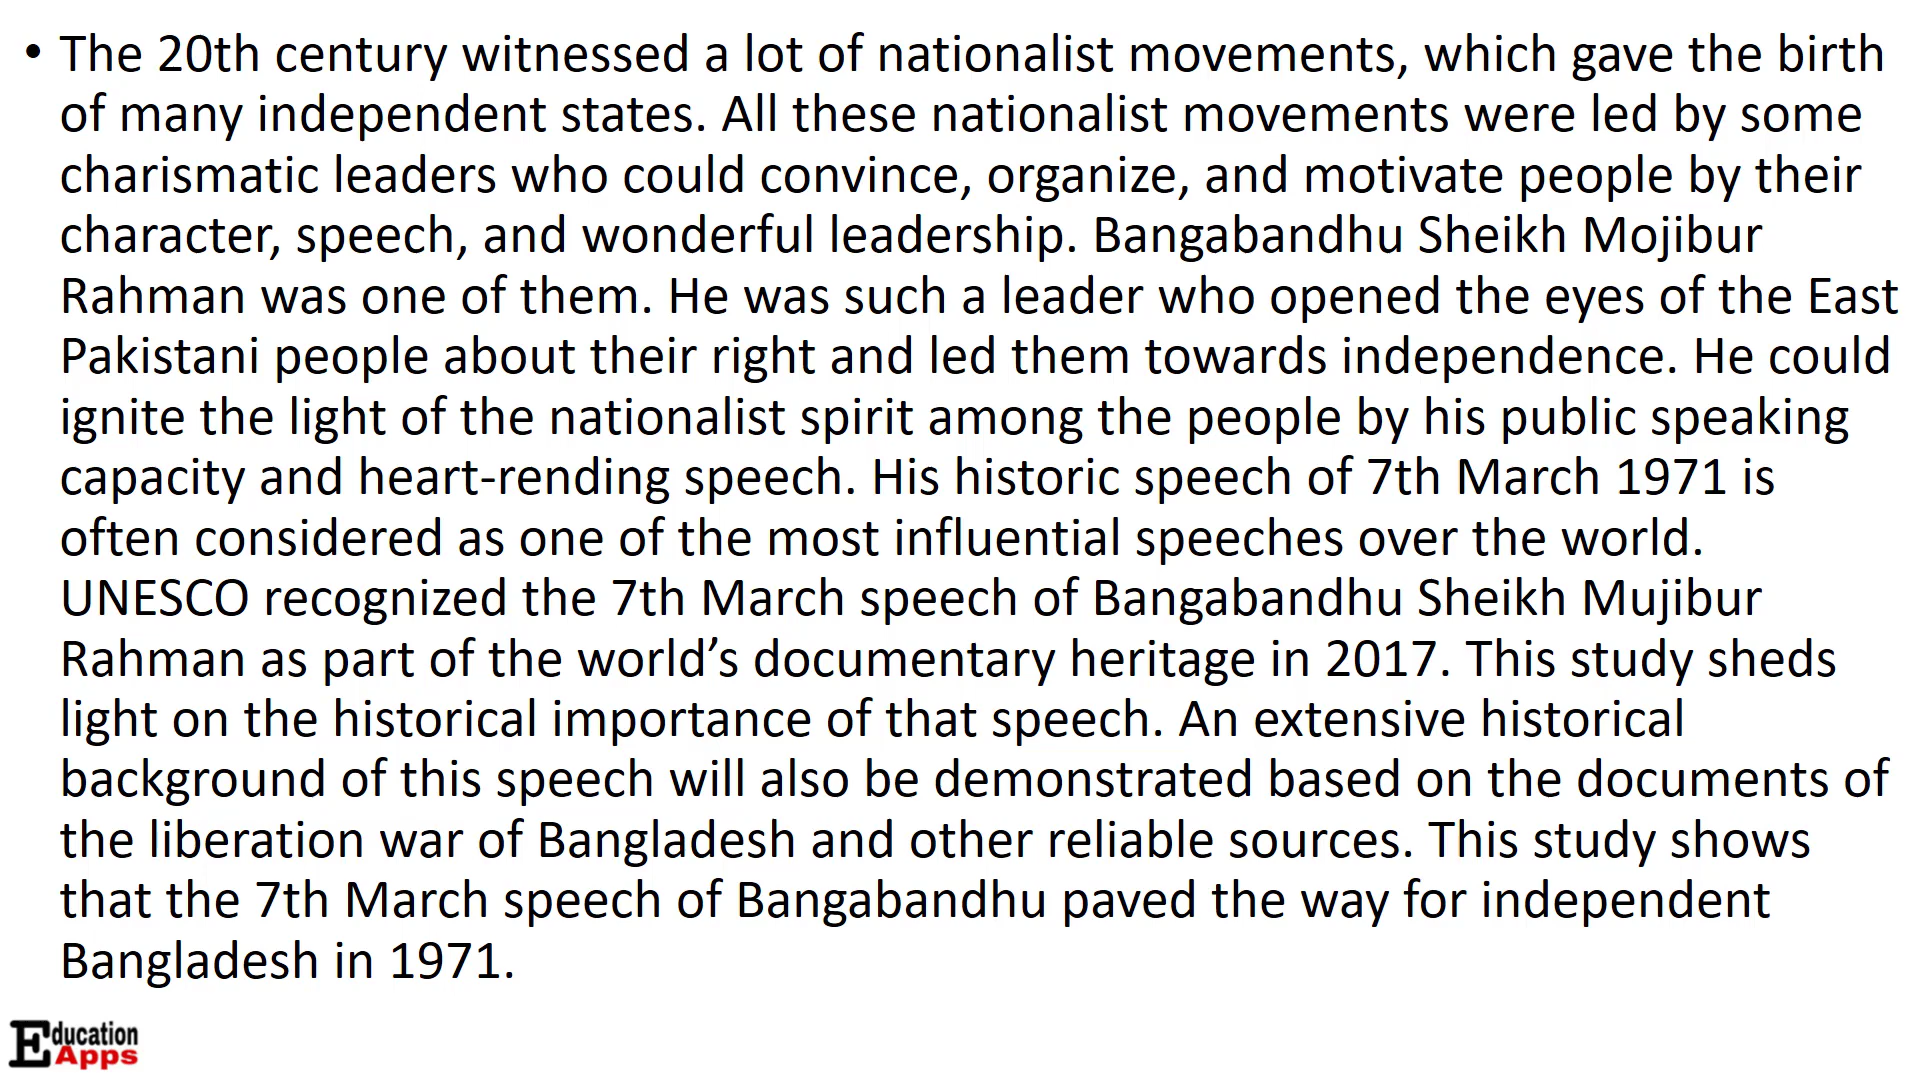 • The 20th century witnessed a lot of nationalist movements, which gave the birth
of many independent states. All these nationalist movements were led by some
charismatic leaders who could convince, organize, and motivate people by their
character, speech, and wonderful leadership. Bangabandhu Sheikh Mojibur
Rahman was one of them. He was such a leader who opened the eyes of the East
Pakistani people about their right and led them towards independence. He could
ignite the light of the nationalist spirit among the people by his public speaking
capacity and heart-rending speech. His historic speech of 7th March 1971 is
often considered as one of the most influential speeches over the world.
UNESCO recognized the 7th March speech of Bangabandhu Sheikh Mujibur
Rahman as part of the world’s documentary heritage in 2017. This study sheds
light on the historical importance of that speech. An extensive historical
background of this speech will also be demonstrated based on the documents of
the liberation war of Bangladesh and other reliable sources. This study shows
that the 7th March speech of Bangabandhu paved the way for independent
Bangladesh in 1971.
Education
Apps